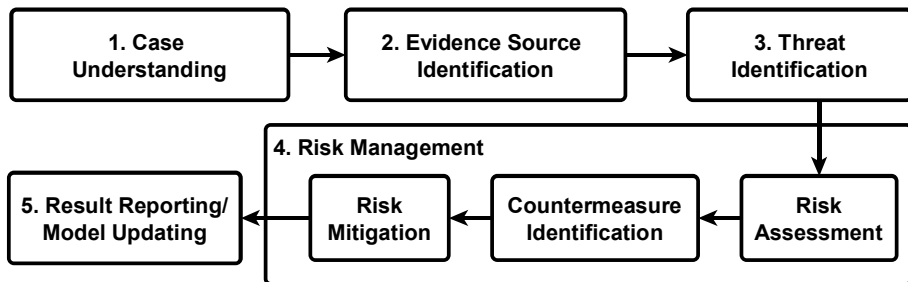 1. Case
Understanding
2. Evidence Source
Identification
3. Threat
Identification
4. Risk Management
Risk
Assessment
Countermeasure
Identification
Risk
Mitigation
5. Result Reporting/
Model Updating